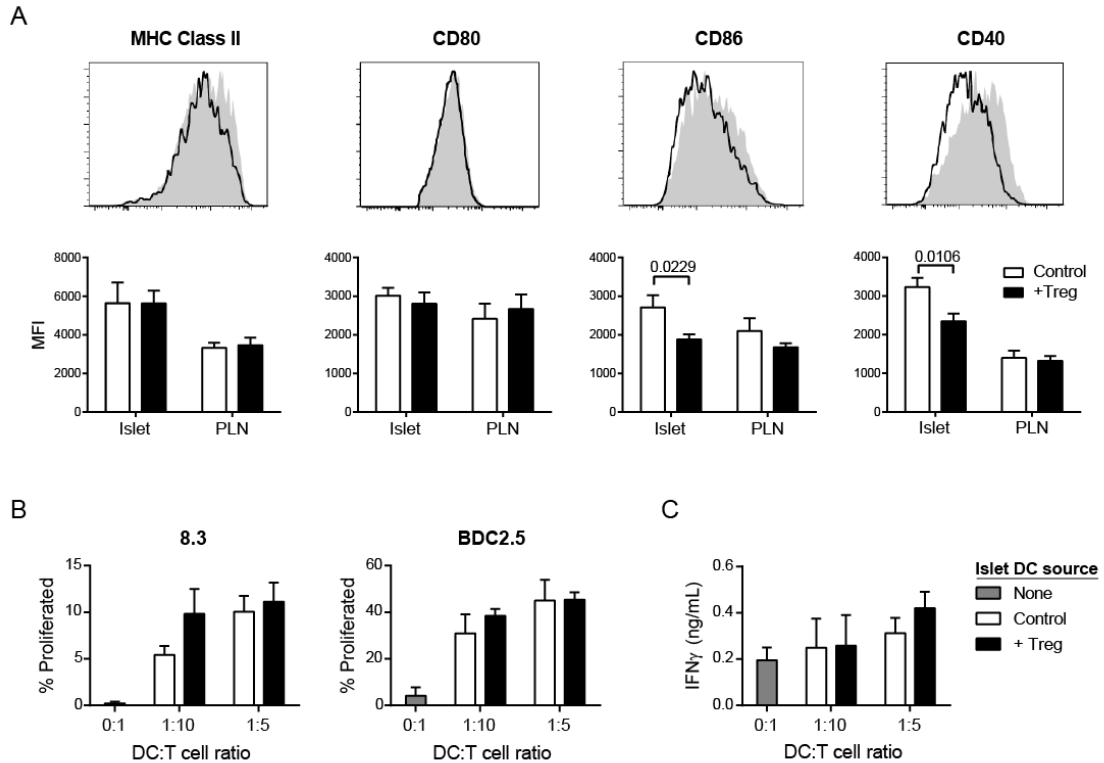 A
MHC Class II
CD80
CD86
CD40
MFI
8000
6000
4000
2000
0
Islet
PLN
4000
3000
2000
1000
0
Islet
PLN
4000
3000
2000
1000
0
0.0229
Islet
PLN
4000
3000
2000
1000
0
0.0106
Islet
PLN
Control
+Treg
B
8.3
% Proliferated
15
10
5
0
0:1
1:10
1:5
DC:T cell ratio
BDC2.5
% Proliferated
60
40
20
0
0:1
1:10
1:5
DC:T cell ratio
C
IFNγ (ng/mL)
0.6
0.4
0.2
0.0
0:1
1:10
1:5
DC:T cell ratio
Islet DC source
None
Control
+ Treg